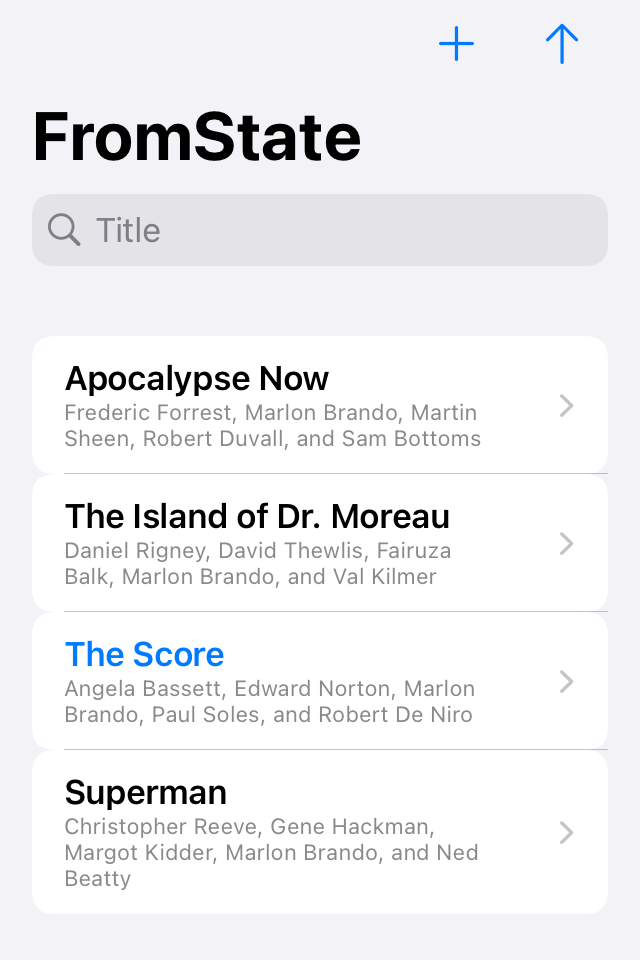 FromState
Title
Apocalypse Now
Frederic Forrest, Marlon Brando, Martin
Sheen, Robert Duvall, and Sam Bottoms
The Island of Dr. Moreau
Daniel Rigney, David Thewlis, Fairuza
Balk, Marlon Brando, and Val Kilmer
The Score
Angela Bassett, Edward Norton, Marlon
Brando, Paul Soles, and Robert De Niro
Superman
Christopher Reeve, Gene Hackman,
Margot Kidder, Marlon Brando, and Ned
Beatty